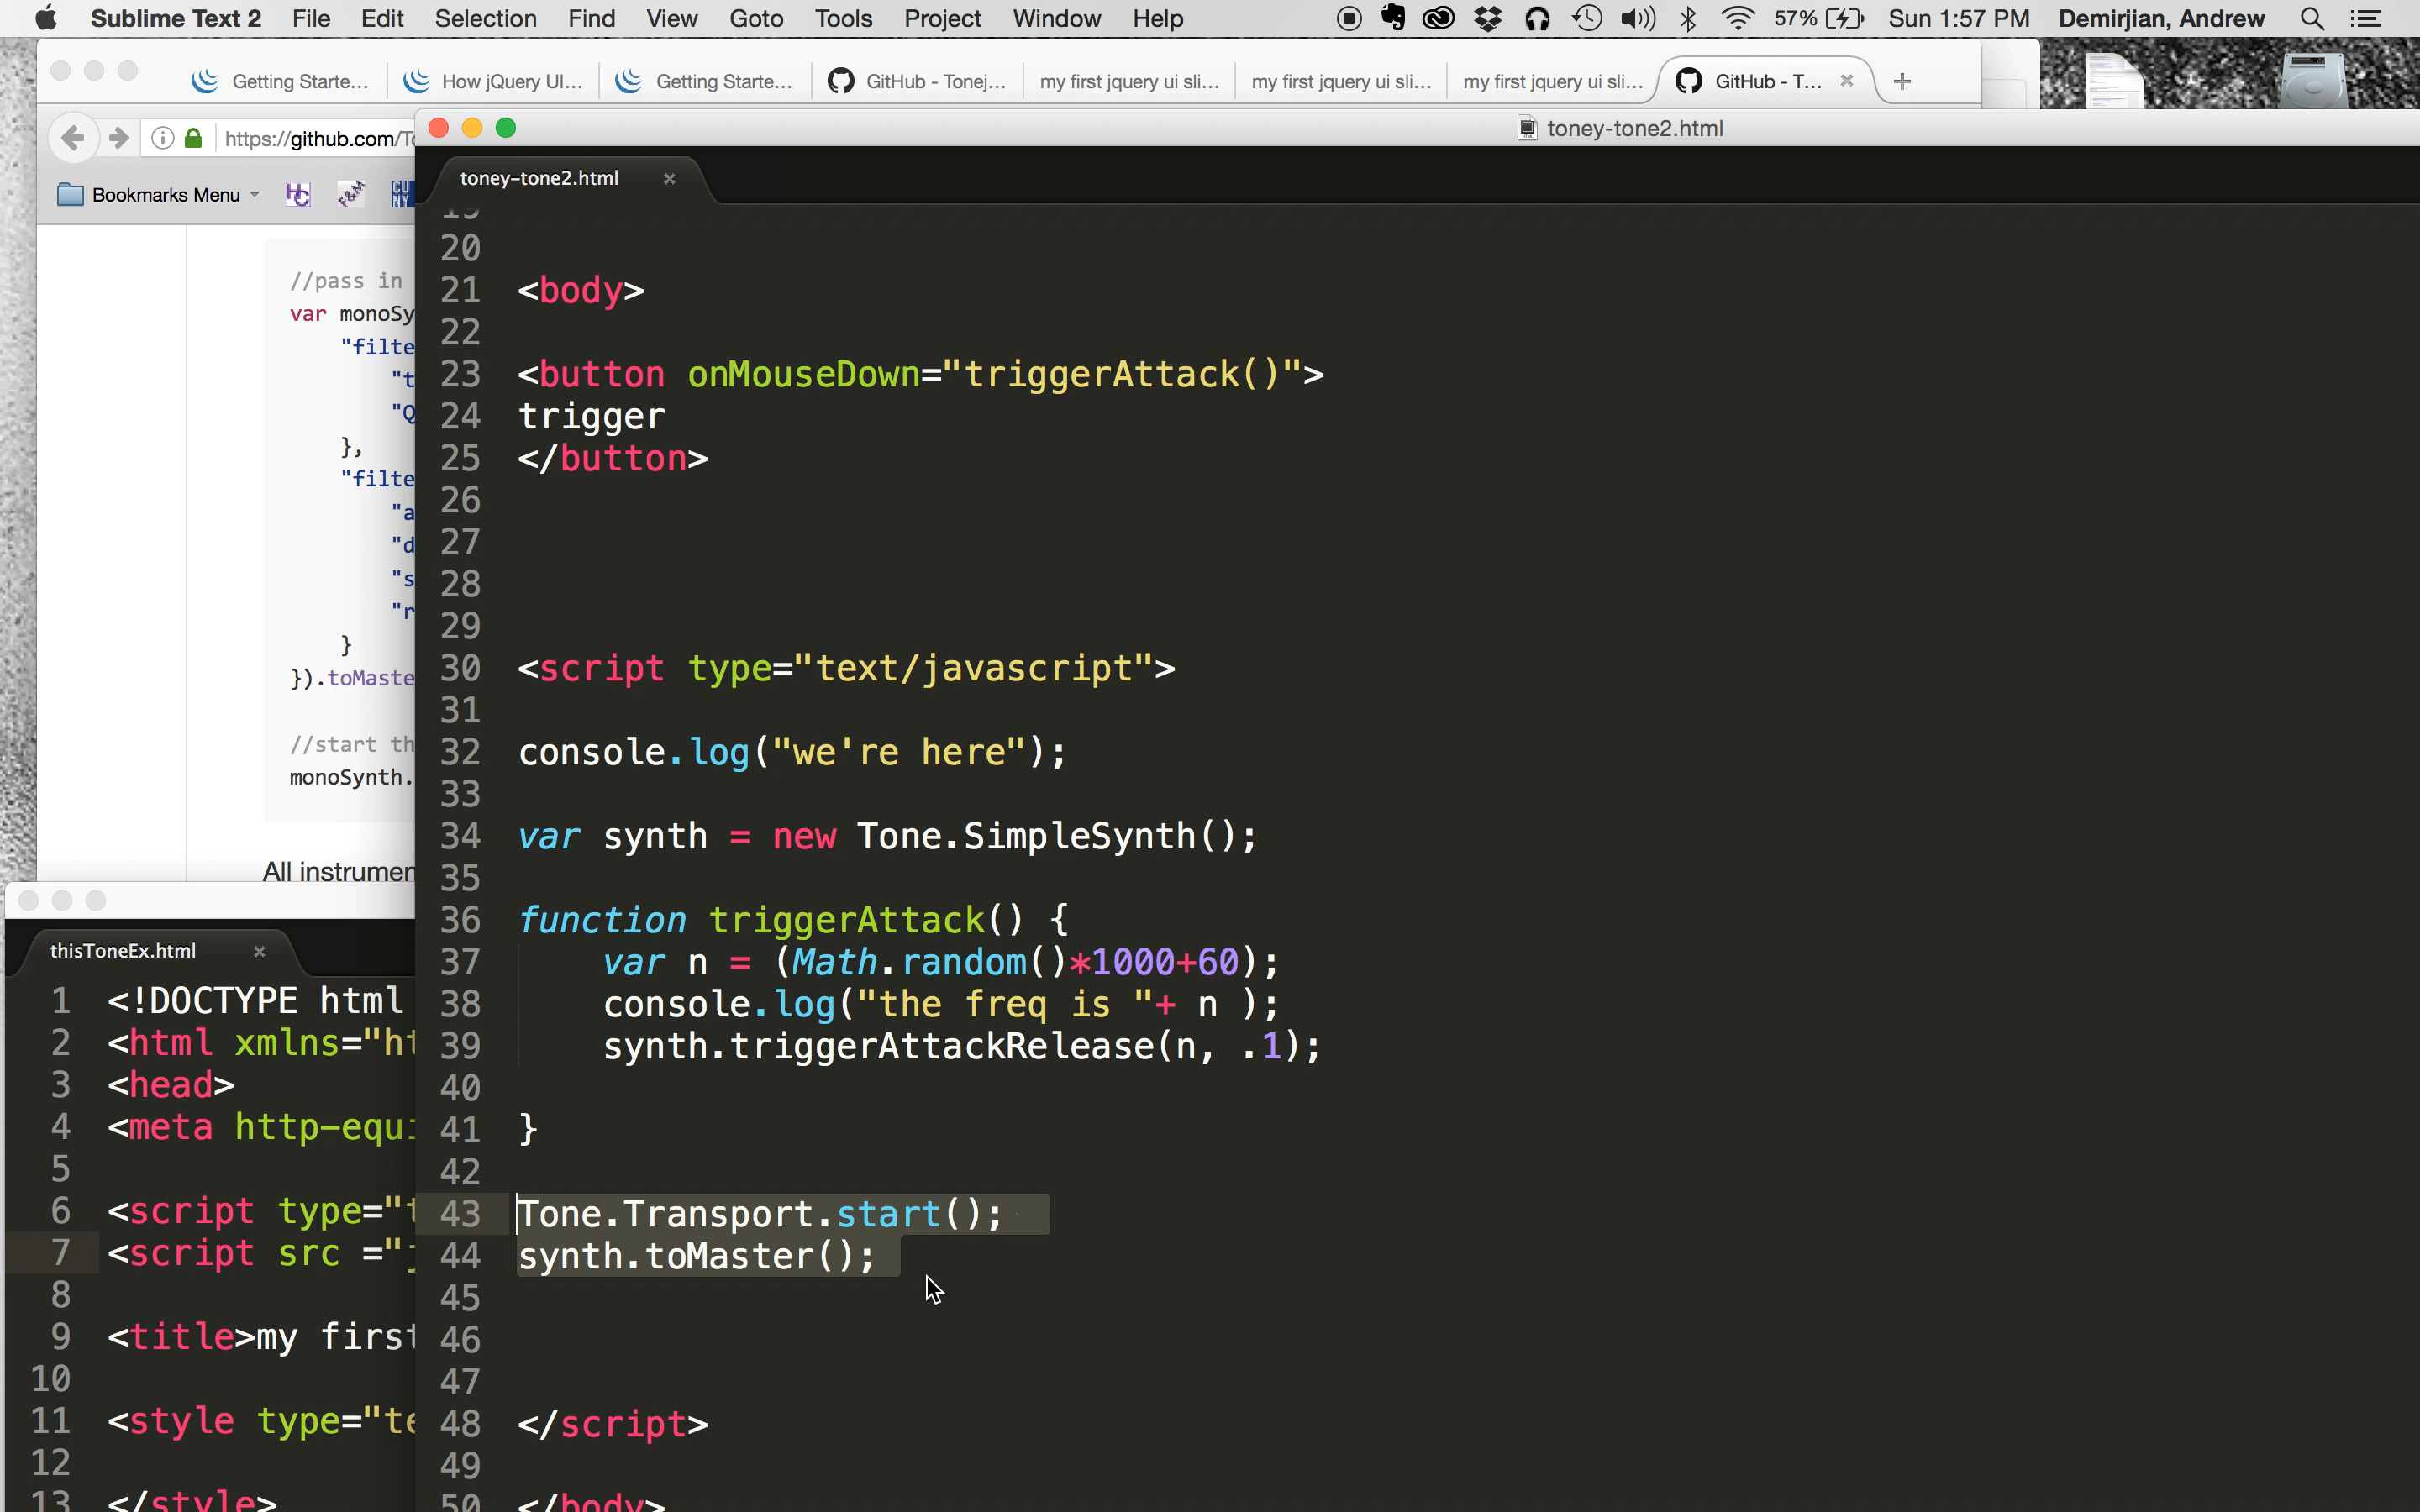 Sublime Text 2 File Edit Selection Find View Goto Tools Project Window Help 57% Sun 1:57 PM Demirjian, Andrew
Getting Starte... How jQuery UI... Getting Starte... GitHub - Tonej... my first jquery ui sli... my first jquery ui sli... my first jquery ui sli... GitHub - T...
https://github.com/To
Bookmarks Menu HC CUNY
//pass in
var monoSy
"filte
"t
"Q
},
"filte
"a
"d
"s
"r
}
}).toMaste
//start th
monoSynth.
All instrumen
toney-tone2.html
toney-tone2.html
19
20
21 <body>
22
23 <button onMouseDown="triggerAttack()">
24 trigger
25 </button>
26
27
28
29
30 <script type="text/javascript">
31
32 console.log("we're here");
33
34 var synth = new Tone.SimpleSynth();
35
36 function triggerAttack() {
37 var n = (Math.random()*1000+60);
38 console.log("the freq is "+ n );
39 synth.triggerAttackRelease(n, .1);
40
41 }
42
43 Tone.Transport.start();
44 synth.toMaster();
45
46
47
48 </script>
49
50 </body>
thisToneEx.html
1 <!DOCTYPE html
2 <html xmlns="ht
3 <head>
4 <meta http-equi
5
6 <script type="t
7 <script src ="j
8
9 <title>my first
10
11 <style type="te
12
13 </style>